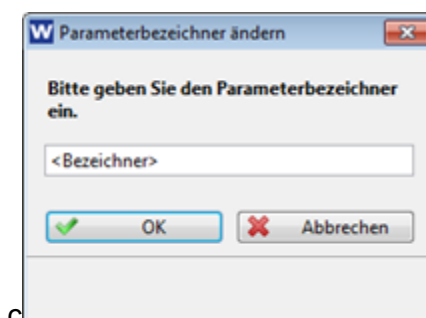 Parameterbezeichner ändern
Bitte geben Sie den Parameterbezeichner
ein.
<Bezeichner>
OK
Abbrechen
c